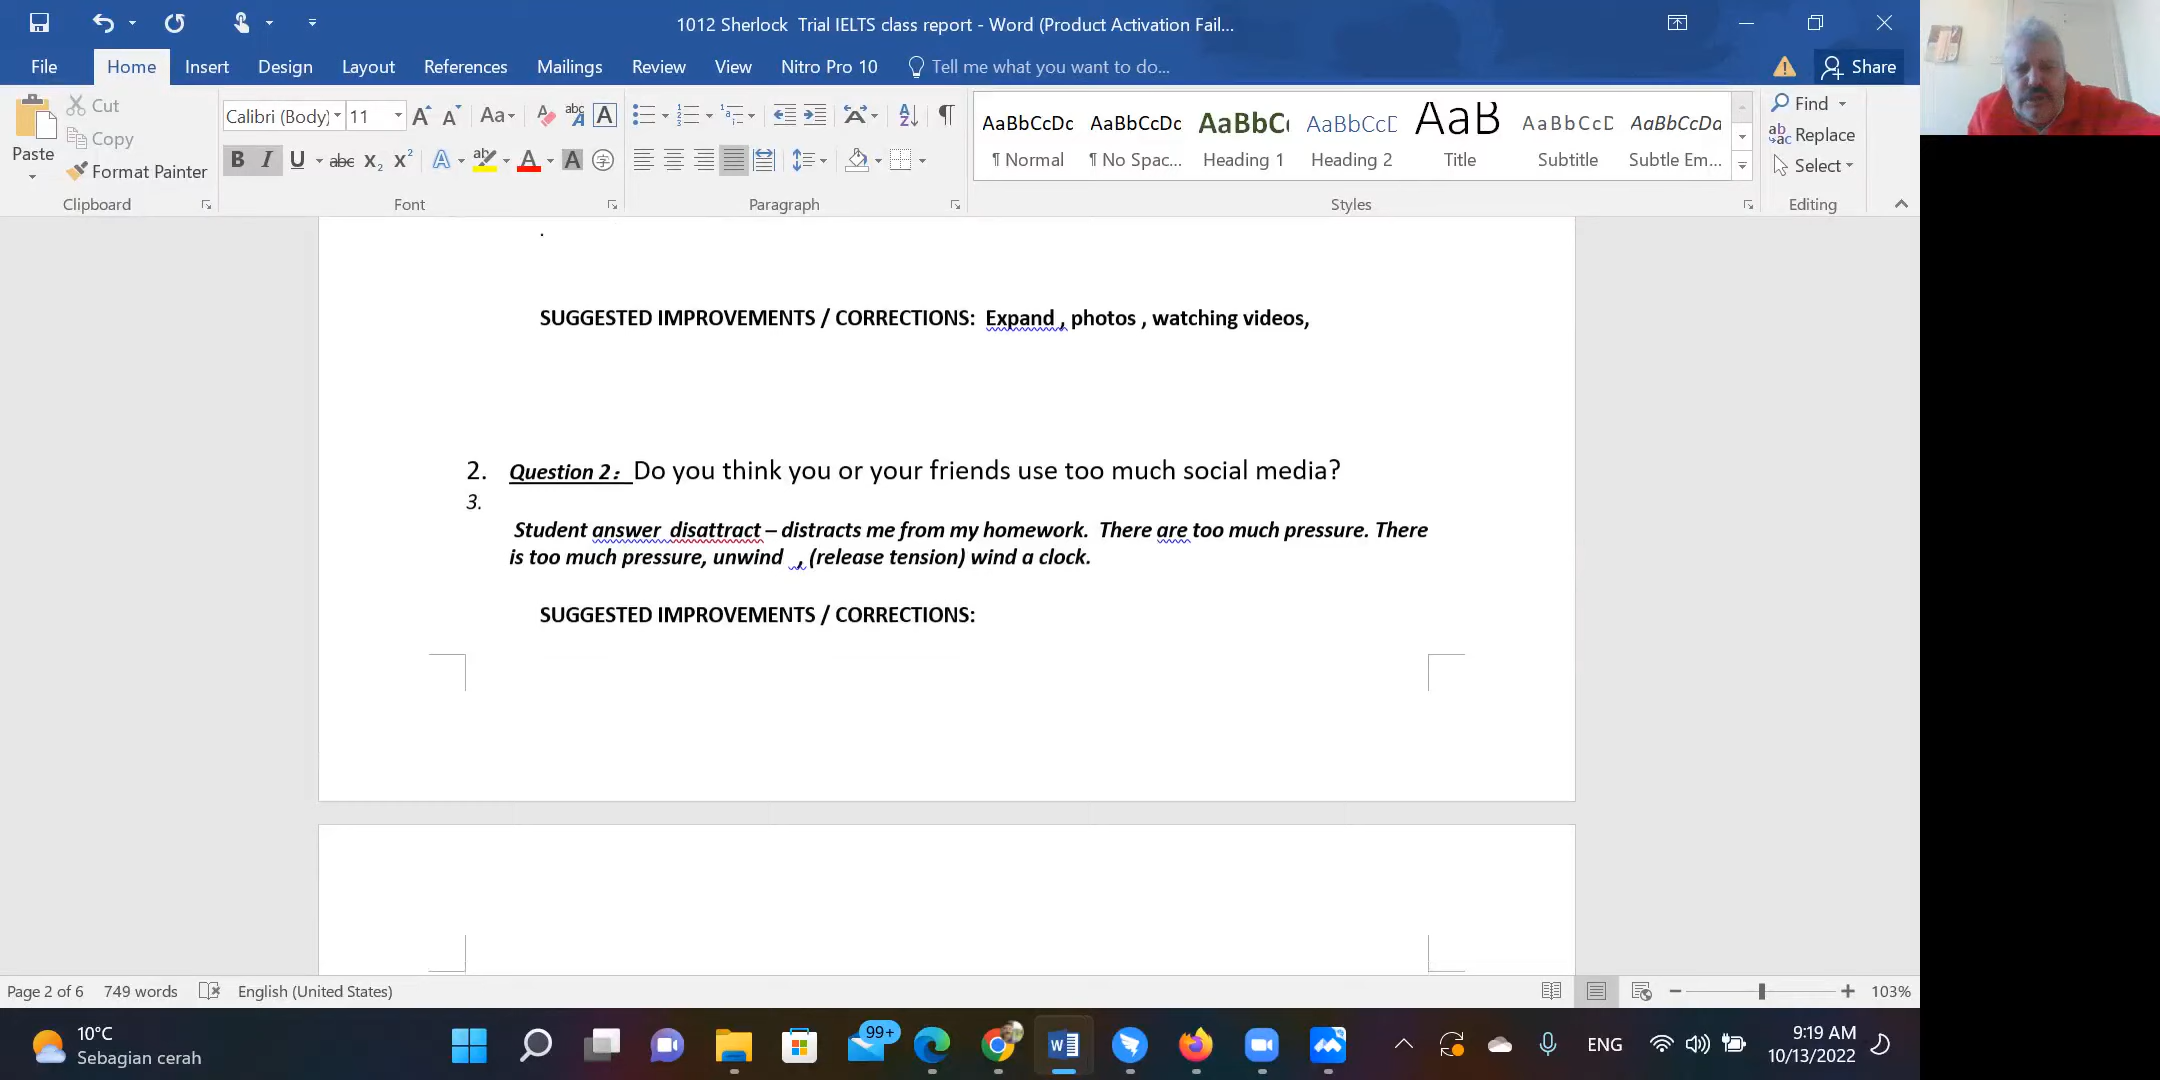 1012 Sherlock  Trial IELTS class report - Word (Product Activation Fail...
File Home Insert Design Layout References Mailings Review View Nitro Pro 10 Tell me what you want to do... Share
Paste Cut Copy Format Painter
Calibri (Body) 11 Aa
AaBbCcDc AaBbCcDc AaBbC( AaBbCcD AaB AaBbCcD AaBbCcDa
¶ Normal ¶ No Spac... Heading 1 Heading 2 Title Subtitle Subtle Em...
Find Replace Select
Clipboard Font Paragraph Styles Editing
.
SUGGESTED IMPROVEMENTS / CORRECTIONS:  Expand , photos , watching videos,
2. Question 2: Do you think you or your friends use too much social media?
3.
Student answer  disattract – distracts me from my homework.  There are too much pressure. There
is too much pressure, unwind  , (release tension) wind a clock.
SUGGESTED IMPROVEMENTS / CORRECTIONS:
Page 2 of 6 749 words English (United States) 103%
10°C
Sebagian cerah
99+
ENG
9:19 AM
10/13/2022